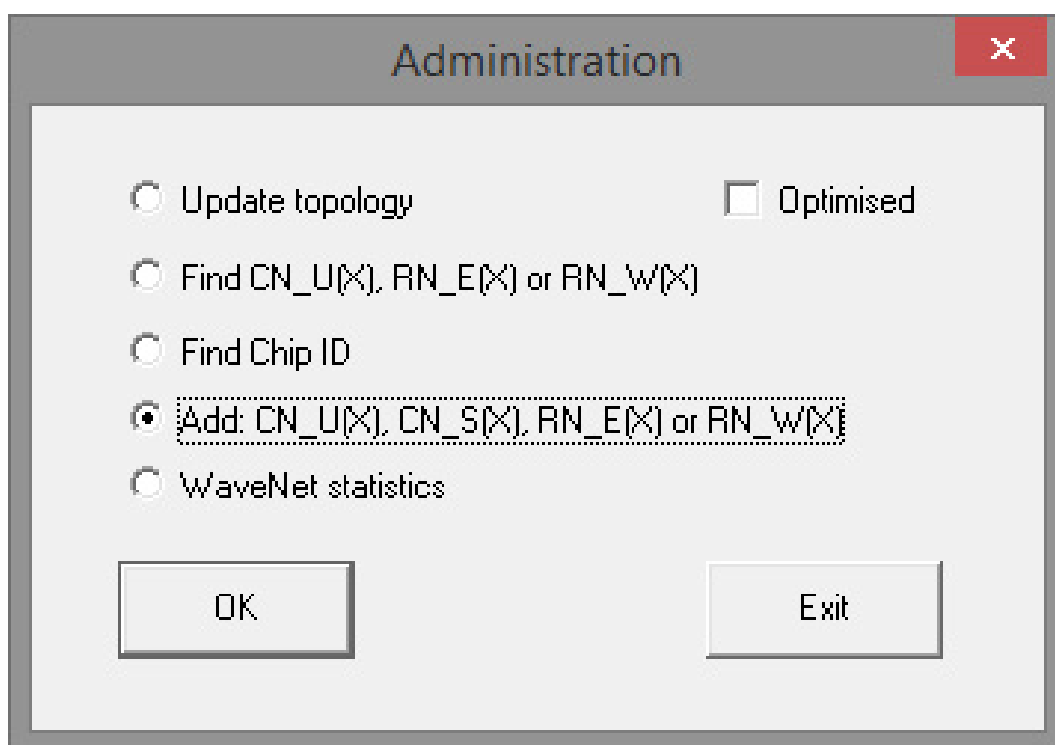 Administration
Update topology
Optimised
Find CN_U(X), RN_E(X) or RN_W(X)
Find Chip ID
Add: CN_U(X), CN_S(X), RN_E(X) or RN_W(X)
WaveNet statistics
OK
Exit